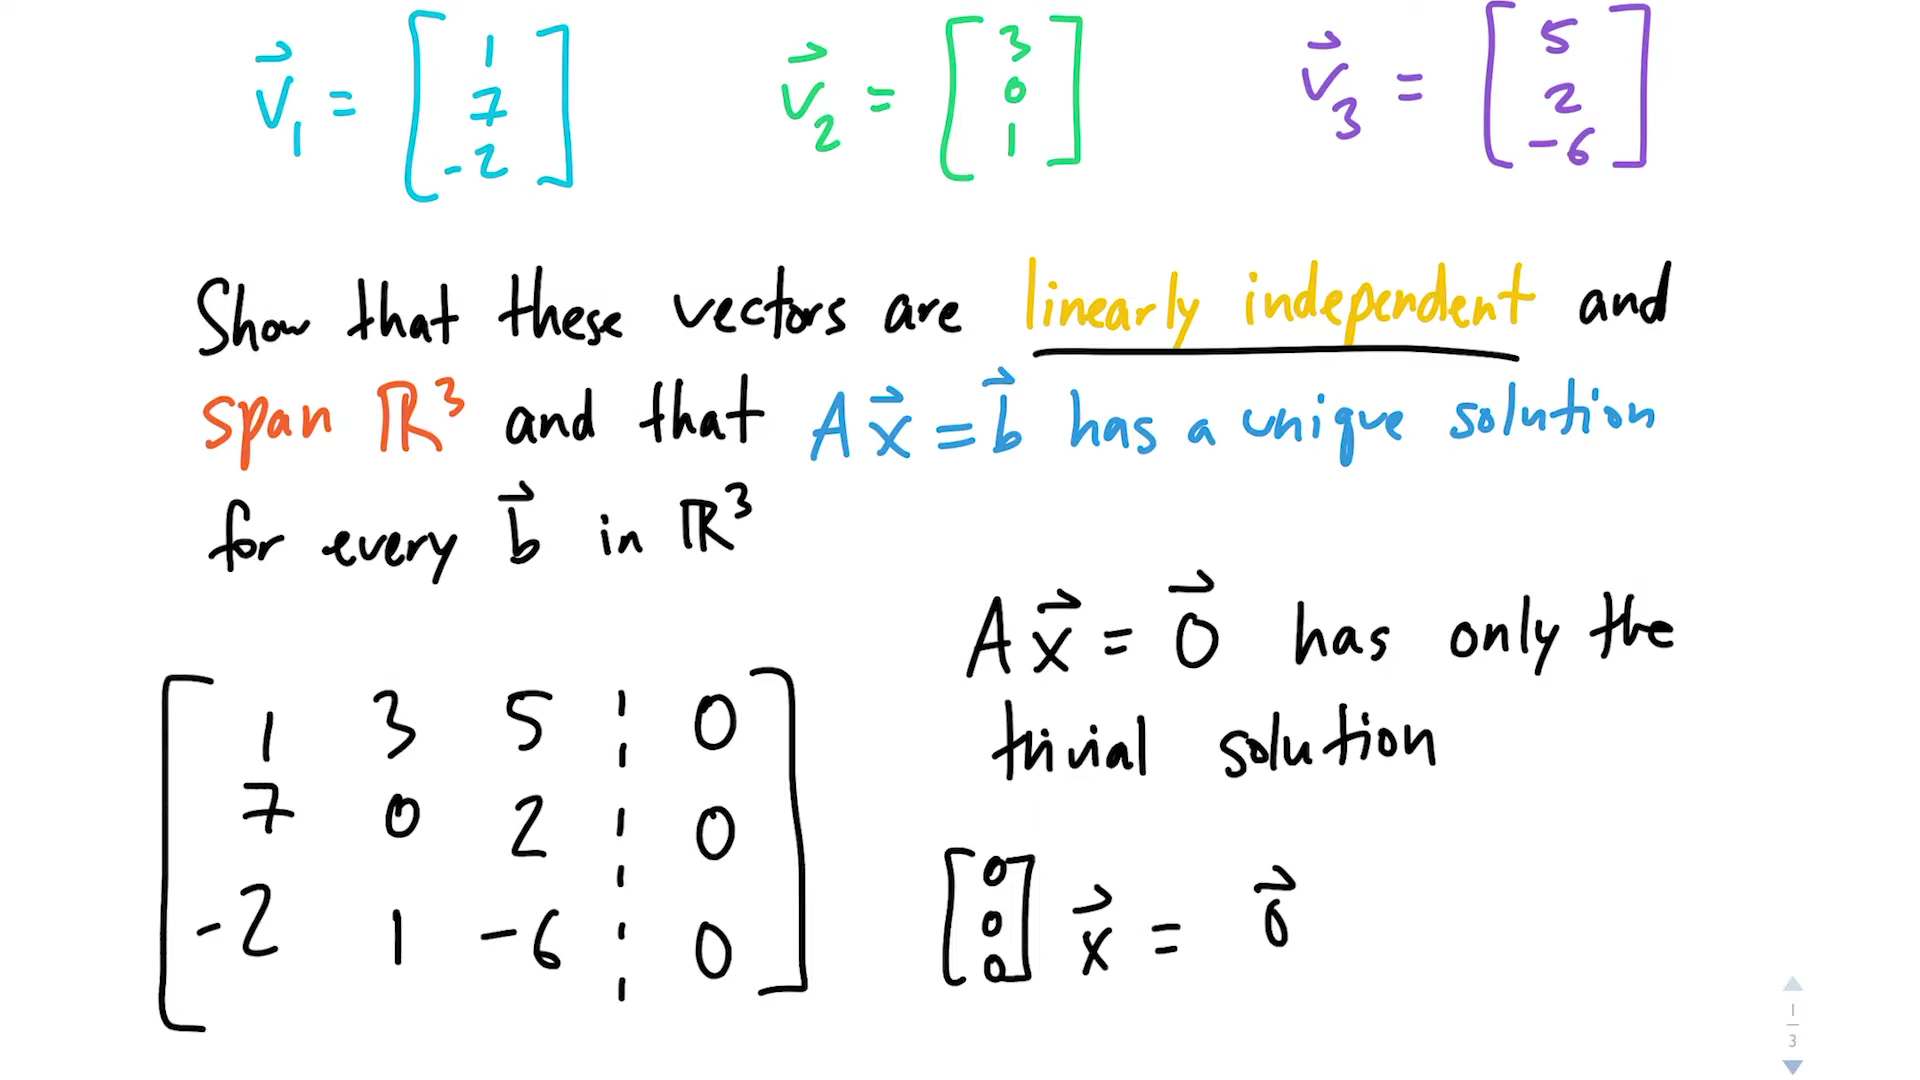 v⃗₁ = [1 7 -2] v⃗₂ = [3 0 1] v⃗₃ = [5 2 -6]
Show that these vectors are linearly independent and
span ℝ³ and that Ax⃗ = b⃗ has a unique solution
for every b⃗ in ℝ³
Ax⃗ = 0⃗ has only the
trivial solution
1 3 5 ¦ 0
7 0 2 ¦ 0
-2 1 -6 ¦ 0
[0 0 0] x⃗ = 0⃗
1
3